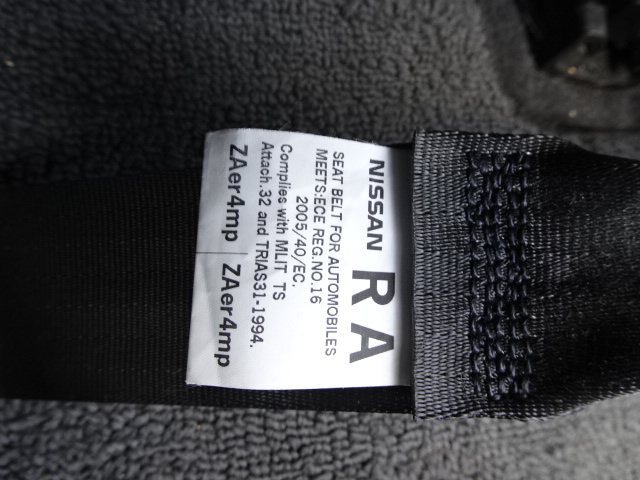 NISSAN RA
SEAT BELT FOR AUTOMOBILES
MEETS:ECE REG.NO.16
2005/40/EC.
Complies with MLIT TS
Attach.32 and TRIAS31-1994.
ZAer4mp ZAer4mp